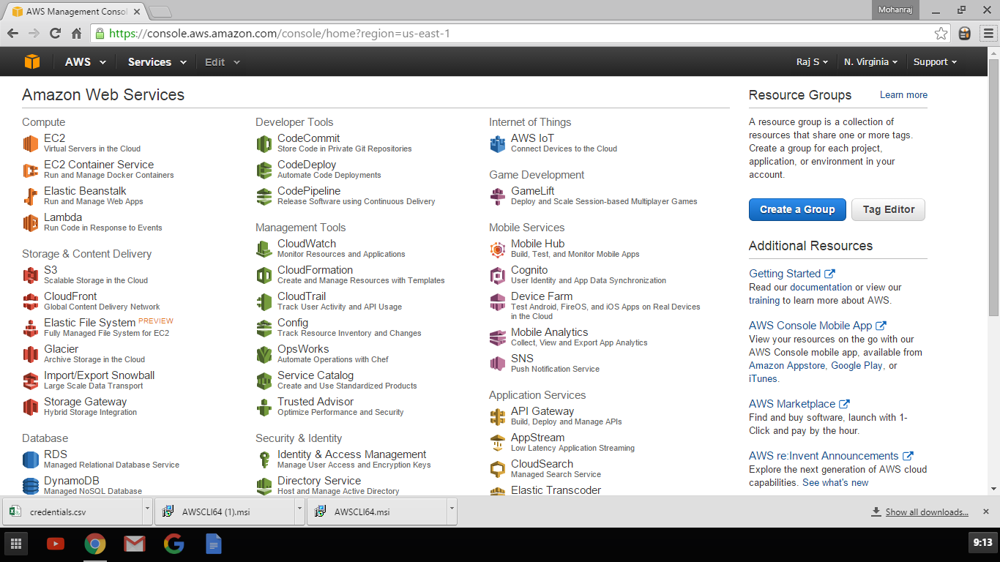 AWS Management Consol
Mohanraj
https://console.aws.amazon.com/console/home?region=us-east-1
AWS
Services
Edit
Raj S
N. Virginia
Support
Amazon Web Services
Compute
EC2
Virtual Servers in the Cloud
EC2 Container Service
Run and Manage Docker Containers
Elastic Beanstalk
Run and Manage Web Apps
Lambda
Run Code in Response to Events
Storage & Content Delivery
S3
Scalable Storage in the Cloud
CloudFront
Global Content Delivery Network
Elastic File System PREVIEW
Fully Managed File System for EC2
Glacier
Archive Storage in the Cloud
Import/Export Snowball
Large Scale Data Transport
Storage Gateway
Hybrid Storage Integration
Database
RDS
Managed Relational Database Service
DynamoDB
Managed NoSQL Database
Developer Tools
CodeCommit
Store Code in Private Git Repositories
CodeDeploy
Automate Code Deployments
CodePipeline
Release Software using Continuous Delivery
Management Tools
CloudWatch
Monitor Resources and Applications
CloudFormation
Create and Manage Resources with Templates
CloudTrail
Track User Activity and API Usage
Config
Track Resource Inventory and Changes
OpsWorks
Automate Operations with Chef
Service Catalog
Create and Use Standardized Products
Trusted Advisor
Optimize Performance and Security
Security & Identity
Identity & Access Management
Manage User Access and Encryption Keys
Directory Service
Host and Manage Active Directory
Internet of Things
AWS IoT
Connect Devices to the Cloud
Game Development
GameLift
Deploy and Scale Session-based Multiplayer Games
Mobile Services
Mobile Hub
Build, Test, and Monitor Mobile Apps
Cognito
User Identity and App Data Synchronization
Device Farm
Test Android, FireOS, and iOS Apps on Real Devices
in the Cloud
Mobile Analytics
Collect, View and Export App Analytics
SNS
Push Notification Service
Application Services
API Gateway
Build, Deploy and Manage APIs
AppStream
Low Latency Application Streaming
CloudSearch
Managed Search Service
Elastic Transcoder
Resource Groups
Learn more
A resource group is a collection of
resources that share one or more tags.
Create a group for each project,
application, or environment in your
account.
Create a Group
Tag Editor
Additional Resources
Getting Started
Read our documentation or view our
training to learn more about AWS.
AWS Console Mobile App
View your resources on the go with our
AWS Console mobile app, available from
Amazon Appstore, Google Play, or
iTunes.
AWS Marketplace
Find and buy software, launch with 1-
Click and pay by the hour.
AWS re:Invent Announcements
Explore the next generation of AWS cloud
capabilities. See what's new
credentials.csv
AWSCLI64 (1).msi
AWSCLI64.msi
Show all downloads...
9:13